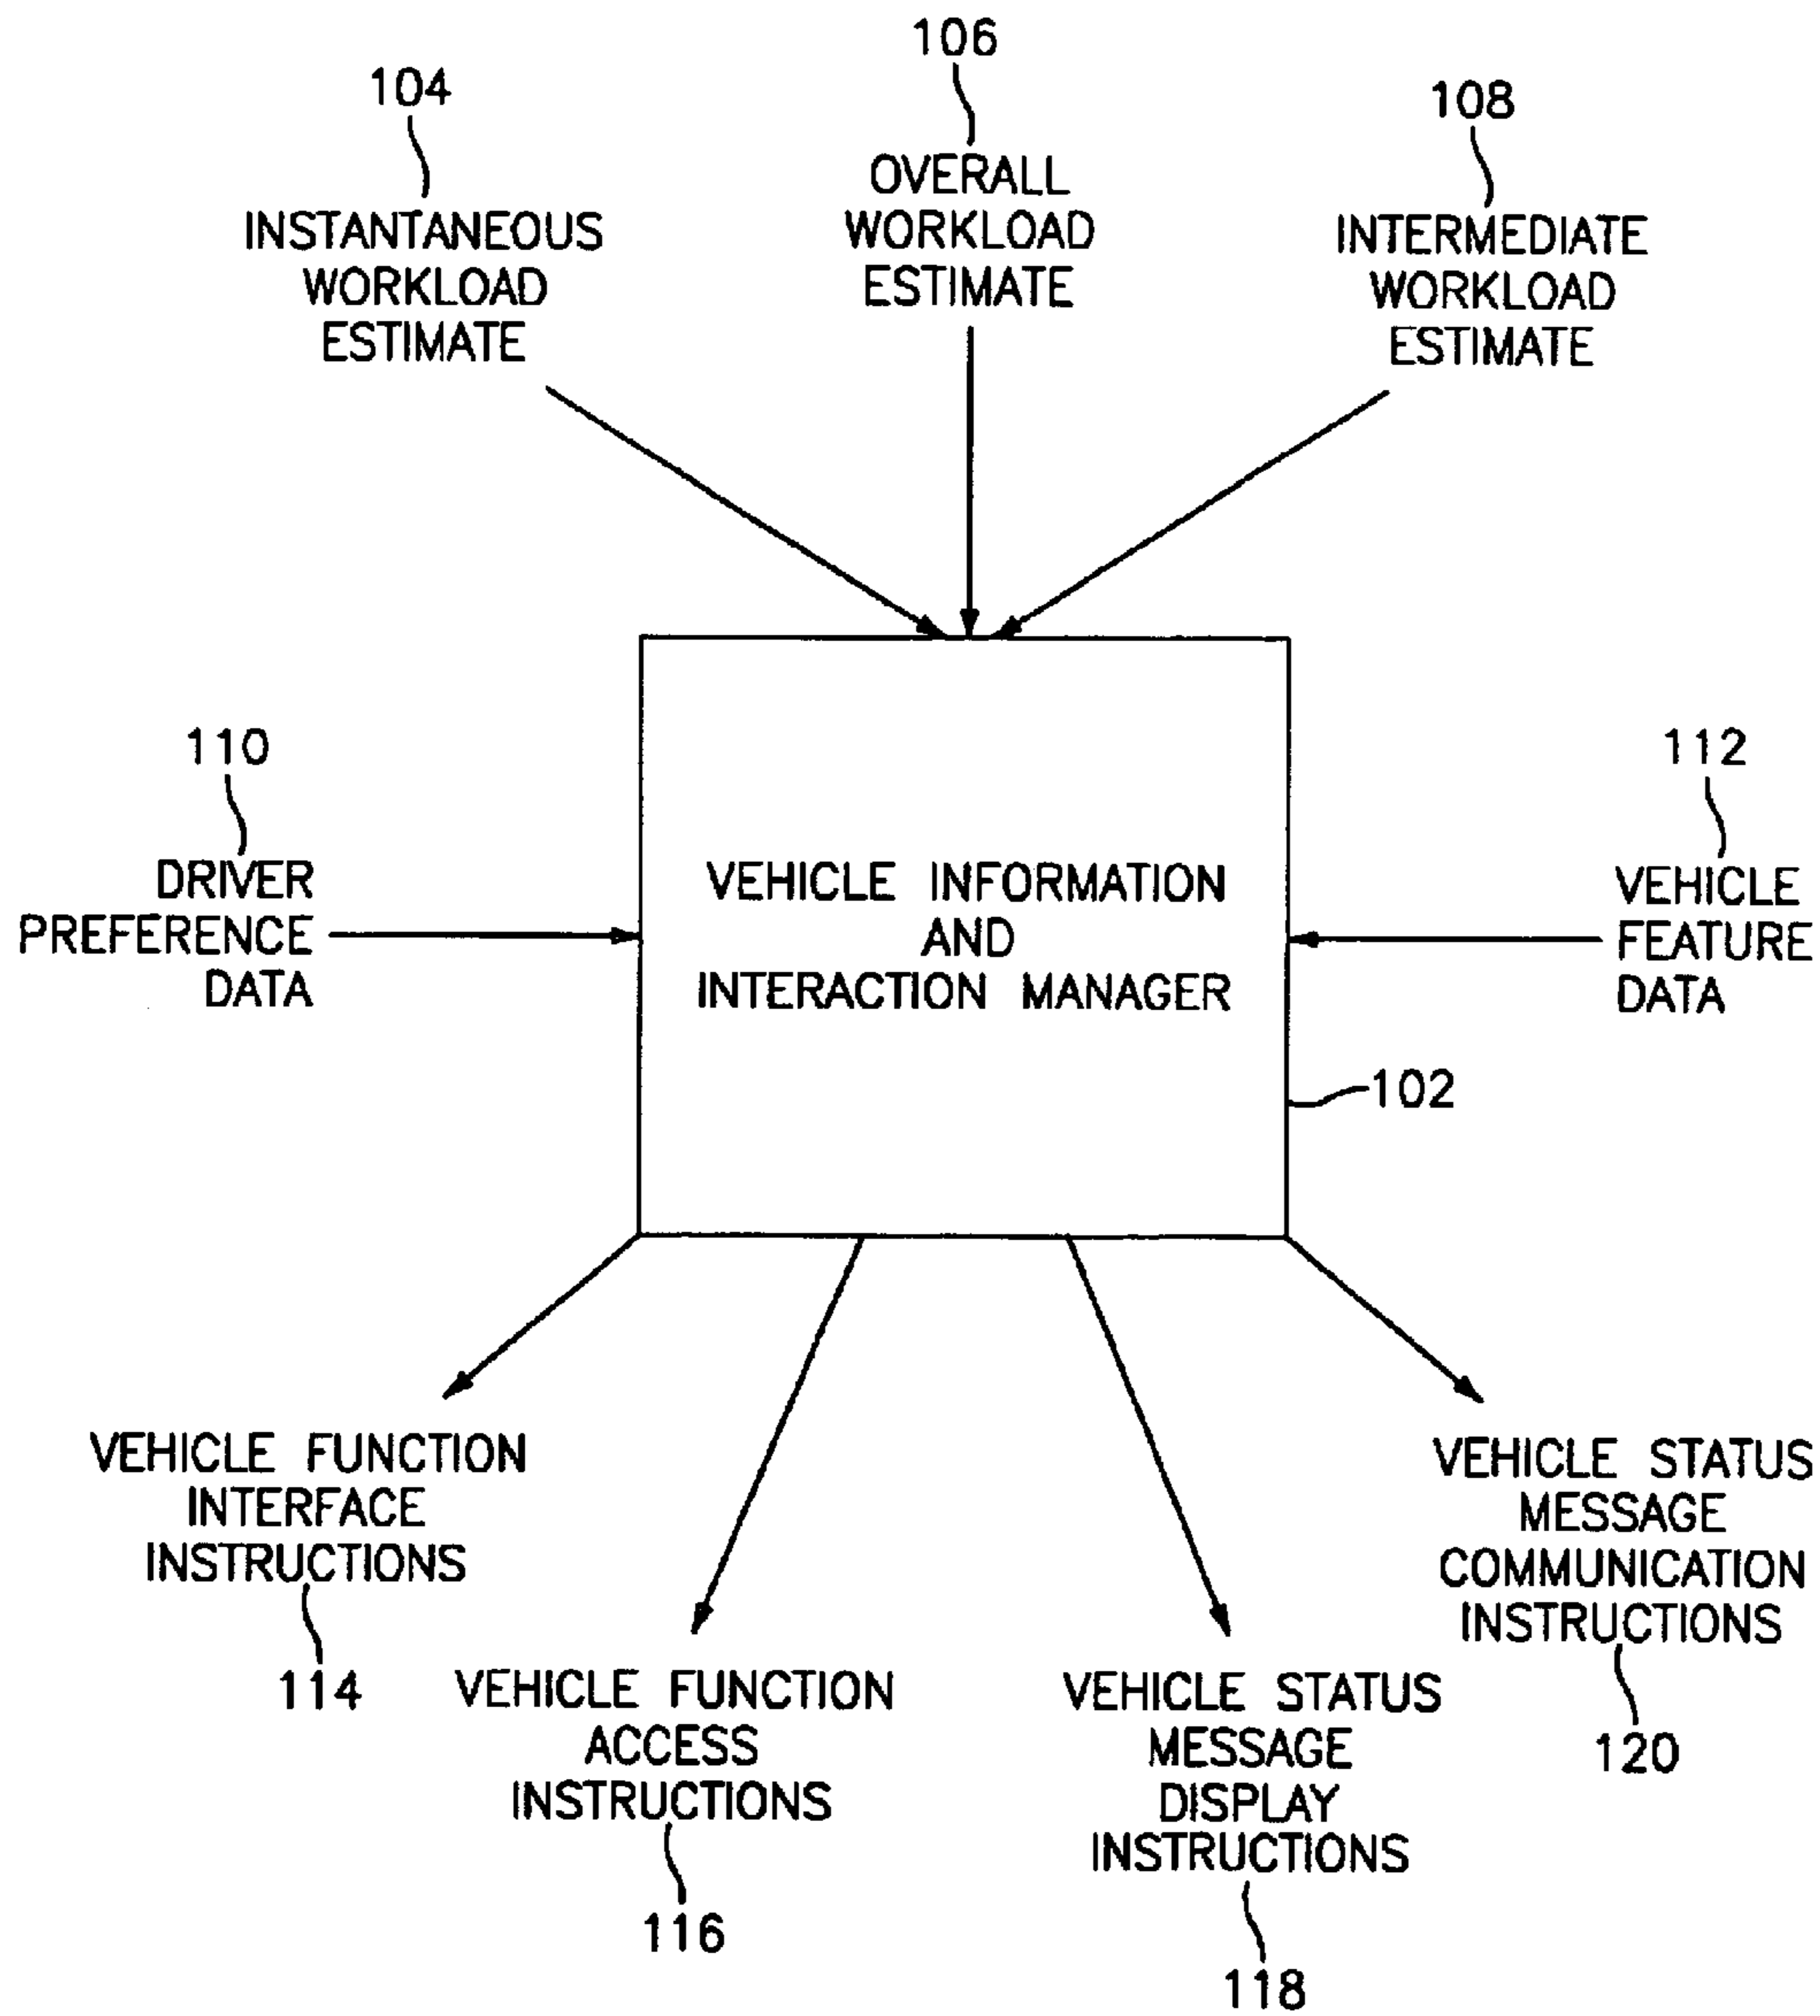 106
104
108
OVERALL
WORKLOAD
ESTIMATE
INSTANTANEOUS
WORKLOAD
ESTIMATE
INTERMEDIATE
WORKLOAD
ESTIMATE
110
112
DRIVER
PREFERENCE
DATA
VEHICLE INFORMATION
AND
INTERACTION MANAGER
VEHICLE
FEATURE
DATA
102
VEHICLE FUNCTION
INTERFACE
INSTRUCTIONS
114
VEHICLE FUNCTION
ACCESS
INSTRUCTIONS
116
VEHICLE STATUS
MESSAGE
DISPLAY
INSTRUCTIONS
118
VEHICLE STATUS
MESSAGE
COMMUNICATION
INSTRUCTIONS
120